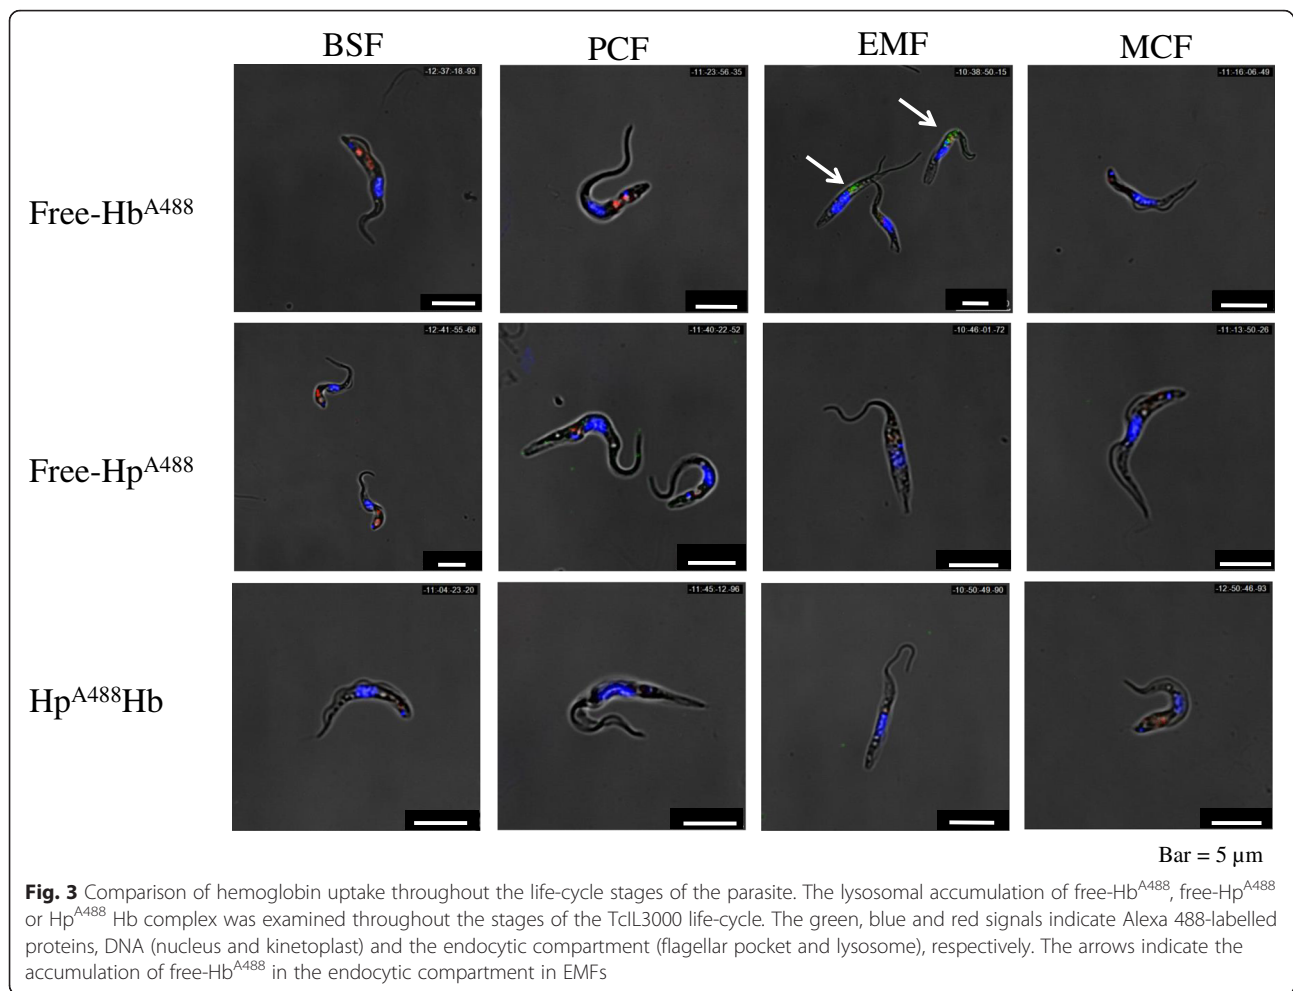 BSF PCF EMF MCF
-12:-37:-18:-93 -11:-23:-56:-35 -10:-38:-50:-15 -11:-16:-06:-49
Free-Hb^A488
-12:-41:-55:-66 -11:-40:-22:-52 -10:-46:-01:-72 -11:-13:-50:-26
Free-Hp^A488
-11:-04:-23:-20 -11:-45:-12:-96 -10:-50:-49:-90 -12:-50:-46:-93
Hp^A488Hb
Bar = 5 µm
Fig. 3 Comparison of hemoglobin uptake throughout the life-cycle stages of the parasite. The lysosomal accumulation of free-Hb^A488, free-Hp^A488
or Hp^A488 Hb complex was examined throughout the stages of the TcIL3000 life-cycle. The green, blue and red signals indicate Alexa 488-labelled
proteins, DNA (nucleus and kinetoplast) and the endocytic compartment (flagellar pocket and lysosome), respectively. The arrows indicate the
accumulation of free-Hb^A488 in the endocytic compartment in EMFs